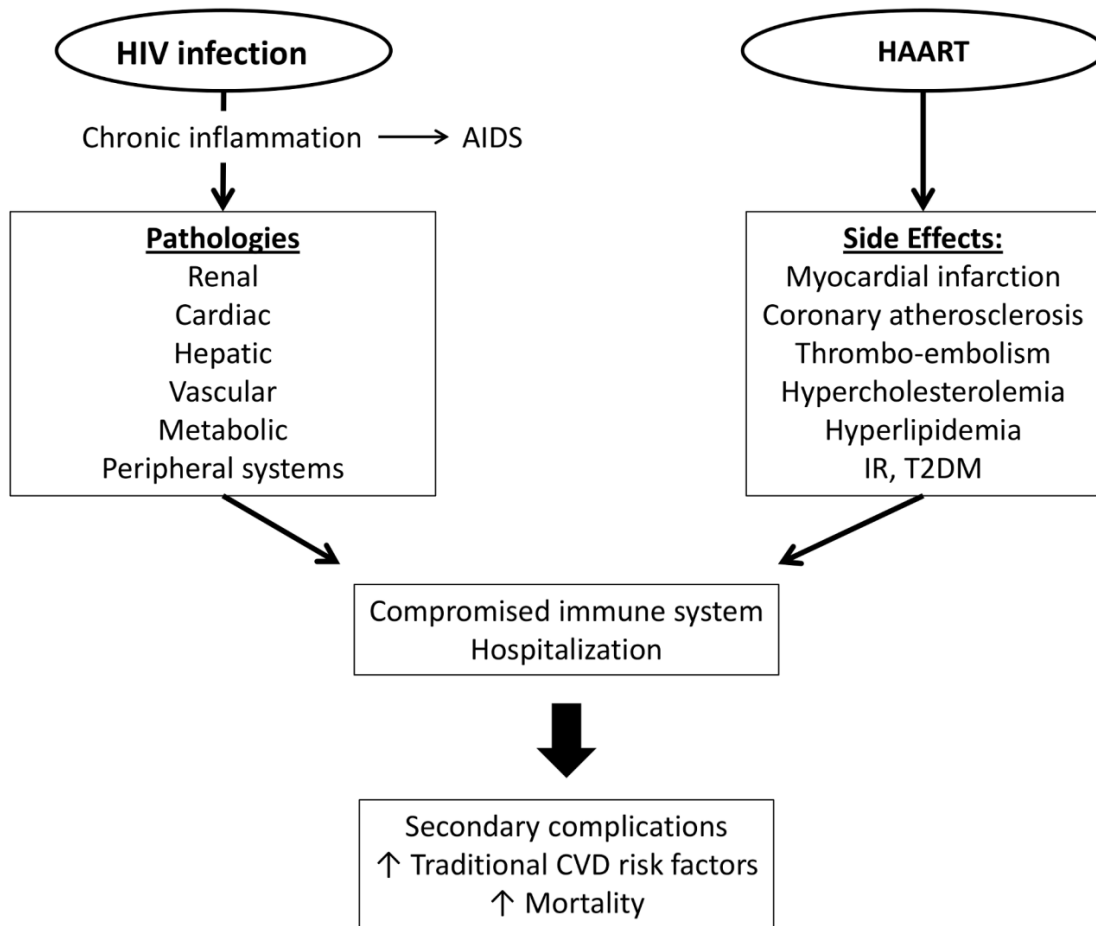 HIV infection
HAART
Chronic inflammation → AIDS
Pathologies
Renal
Cardiac
Hepatic
Vascular
Metabolic
Peripheral systems
Side Effects:
Myocardial infarction
Coronary atherosclerosis
Thrombo-embolism
Hypercholesterolemia
Hyperlipidemia
IR, T2DM
Compromised immune system
Hospitalization
Secondary complications
↑ Traditional CVD risk factors
↑ Mortality